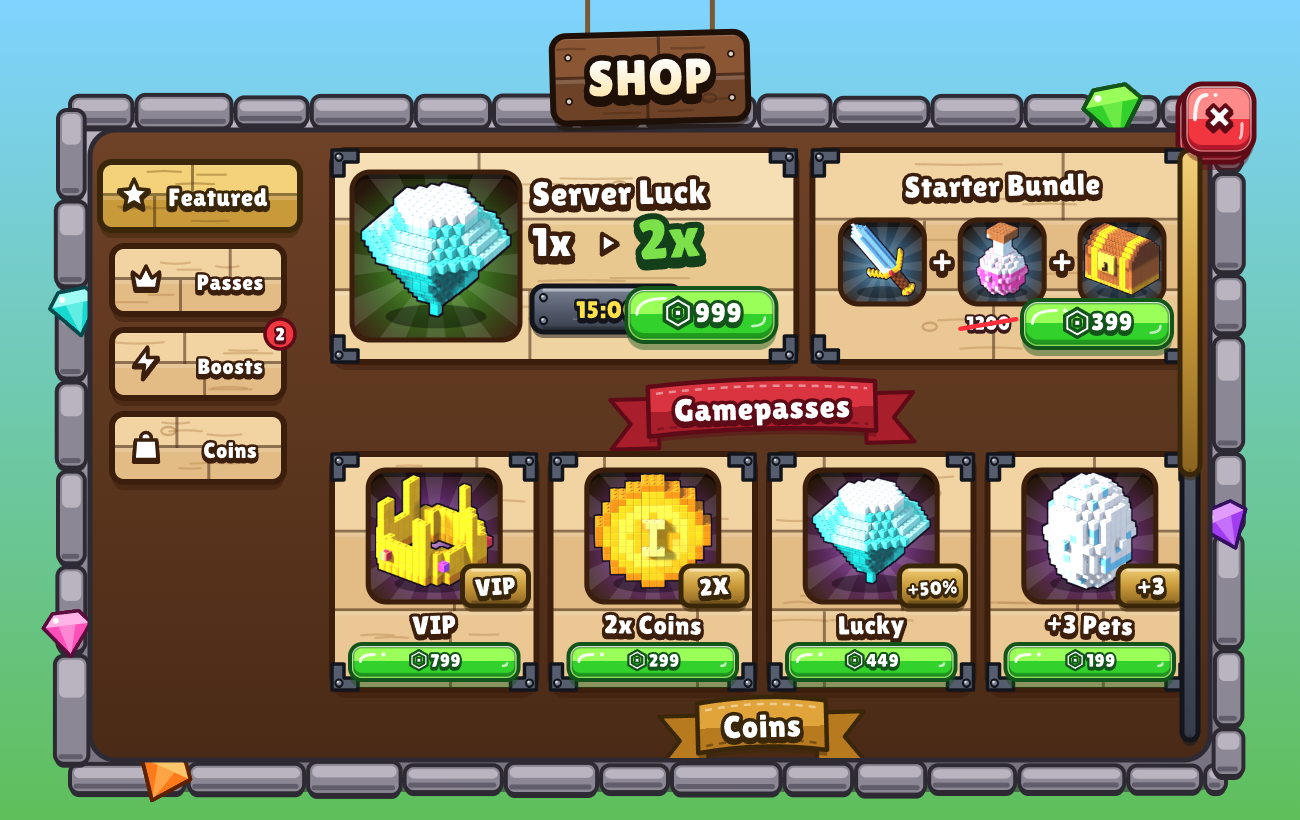 SHOP
Featured
Passes
2
Boosts
Coins
Server Luck
1x
2x
999
Starter Bundle
+
+
399
Gamepasses
VIP
VIP
799
2X
2x Coins
299
+50%
Lucky
449
+3
+3 Pets
199
Coins